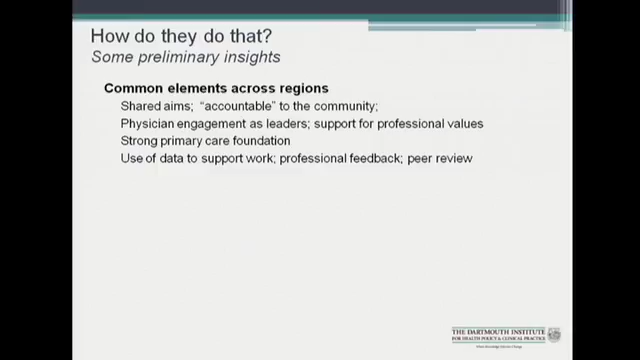 How do they do that?
Some preliminary insights
Common elements across regions
Shared aims; “accountable” to the community;
Physician engagement as leaders; support for professional values
Strong primary care foundation
Use of data to support work; professional feedback; peer review
THE DARTMOUTH INSTITUTE
FOR HEALTH POLICY & CLINICAL PRACTICE